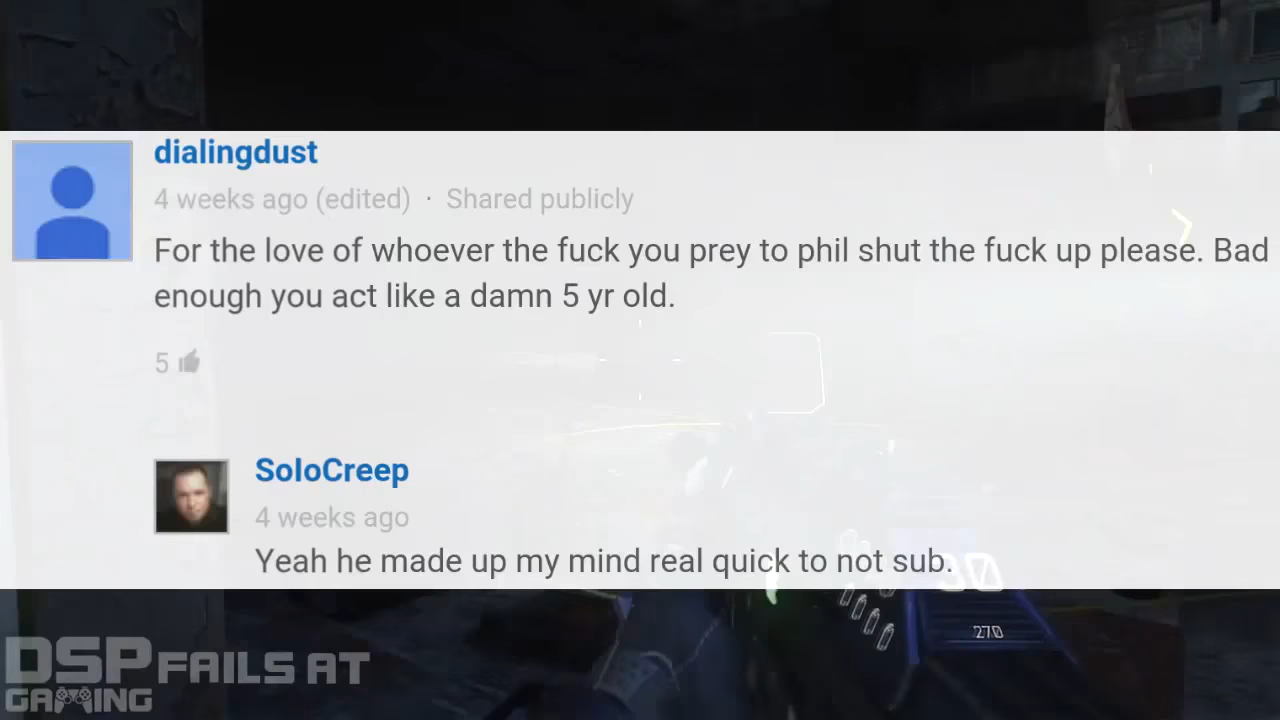 dialingdust
4 weeks ago (edited) · Shared publicly
For the love of whoever the fuck you prey to phil shut the fuck up please. Bad
enough you act like a damn 5 yr old.
5
SoloCreep
4 weeks ago
Yeah he made up my mind real quick to not sub.
30
270
DSP FAILS AT
GAMING